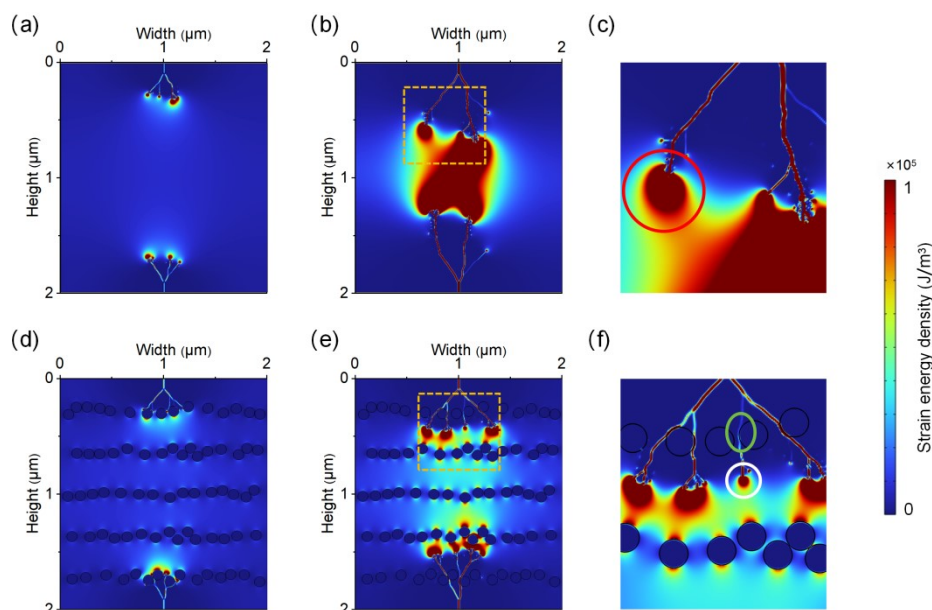 (a)
Width (μm)
0 1 2
Height (μm)
0
1
2
(b)
Width (μm)
0 1 2
Height (μm)
0
1
2
(c)
×10⁵
1
0
Strain energy density (J/m³)
(d)
Width (μm)
0 1 2
Height (μm)
0
1
2
(e)
Width (μm)
0 1 2
Height (μm)
0
1
2
(f)